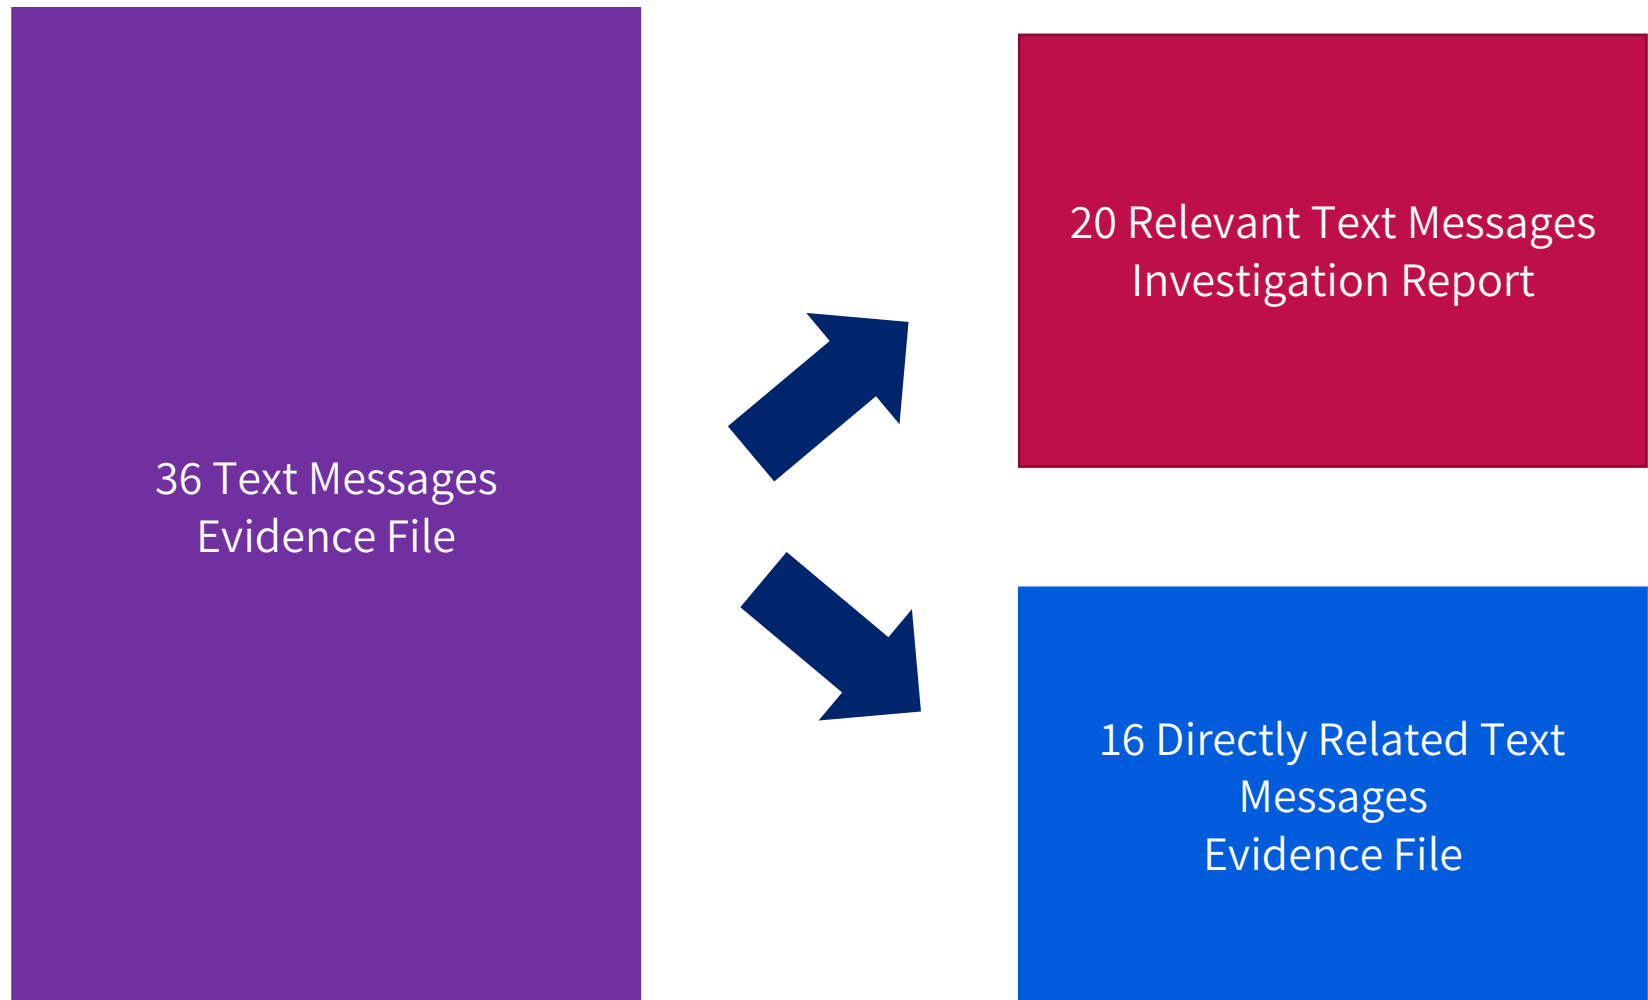 36 Text Messages
Evidence File
20 Relevant Text Messages
Investigation Report
16 Directly Related Text
Messages
Evidence File